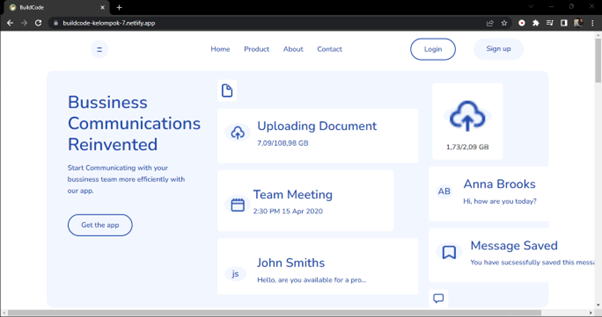 BuildCode
buildcode-kelompok-7.netlify.app
Home Product About Contact
Login
Sign up
Bussiness
Communications
Reinvented
Start Communicating with your
bussiness team more efficiently with
our app.
Get the app
Uploading Document
7,09/108,98 GB
Team Meeting
2:30 PM 15 Apr 2020
js
John Smiths
Hello, are you available for a pro...
1,73/2,09 GB
AB
Anna Brooks
Hi, how are you today?
Message Saved
You have sucsessfully saved this messa